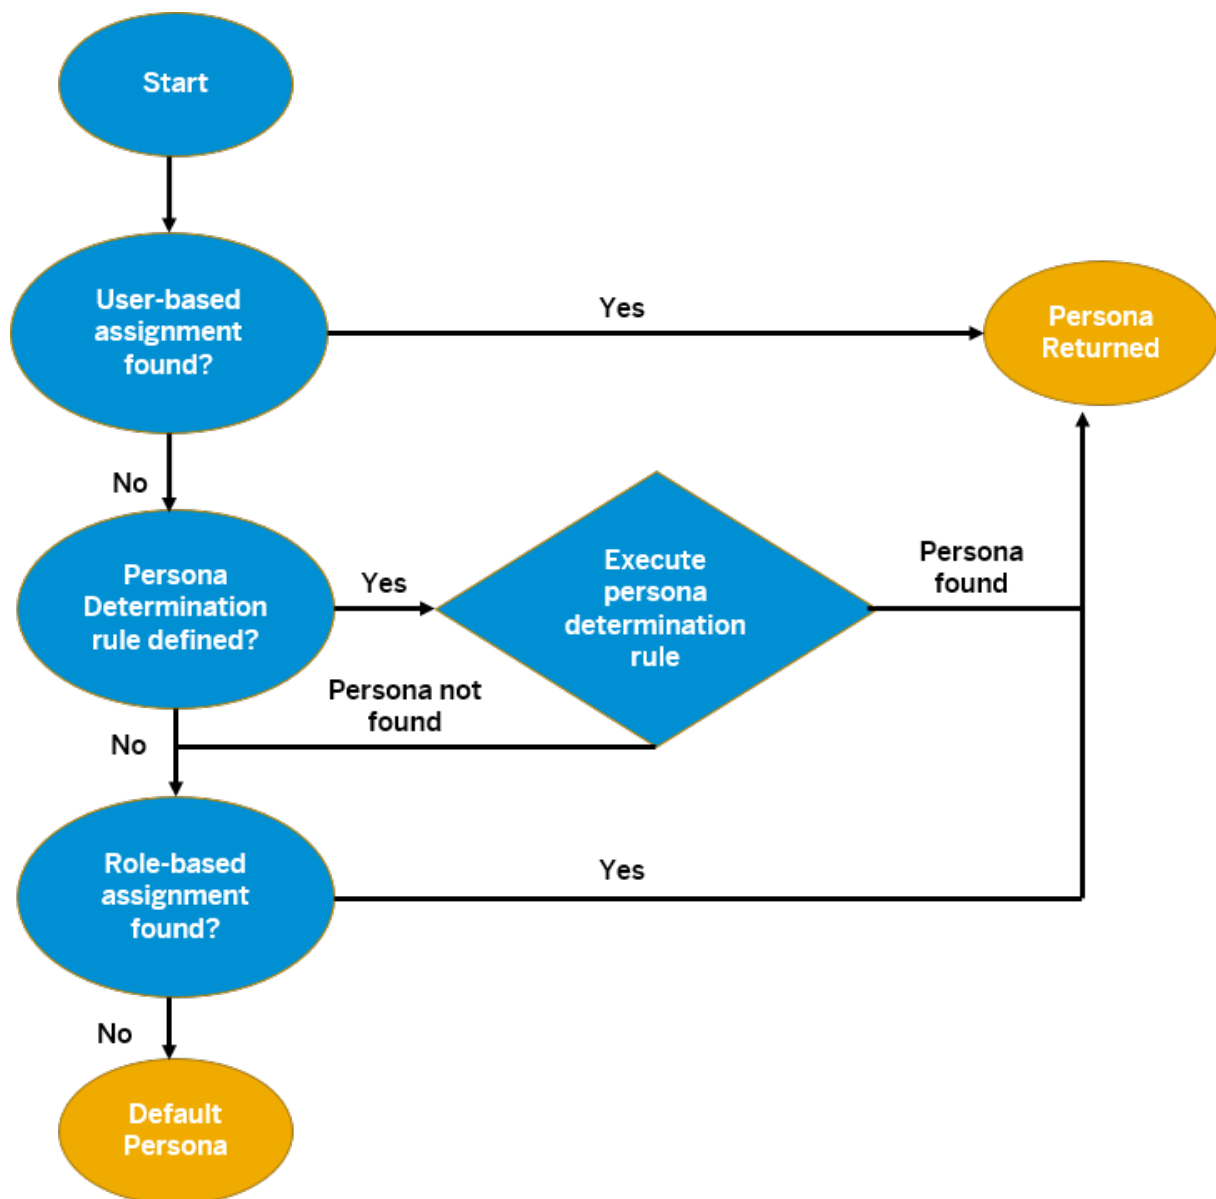 Start
User-based
assignment
found?
Yes
Persona
Returned
No
Persona
Determination
rule defined?
Yes
Execute
persona
determination
rule
Persona
found
Persona not
found
No
Role-based
assignment
found?
Yes
No
Default
Persona